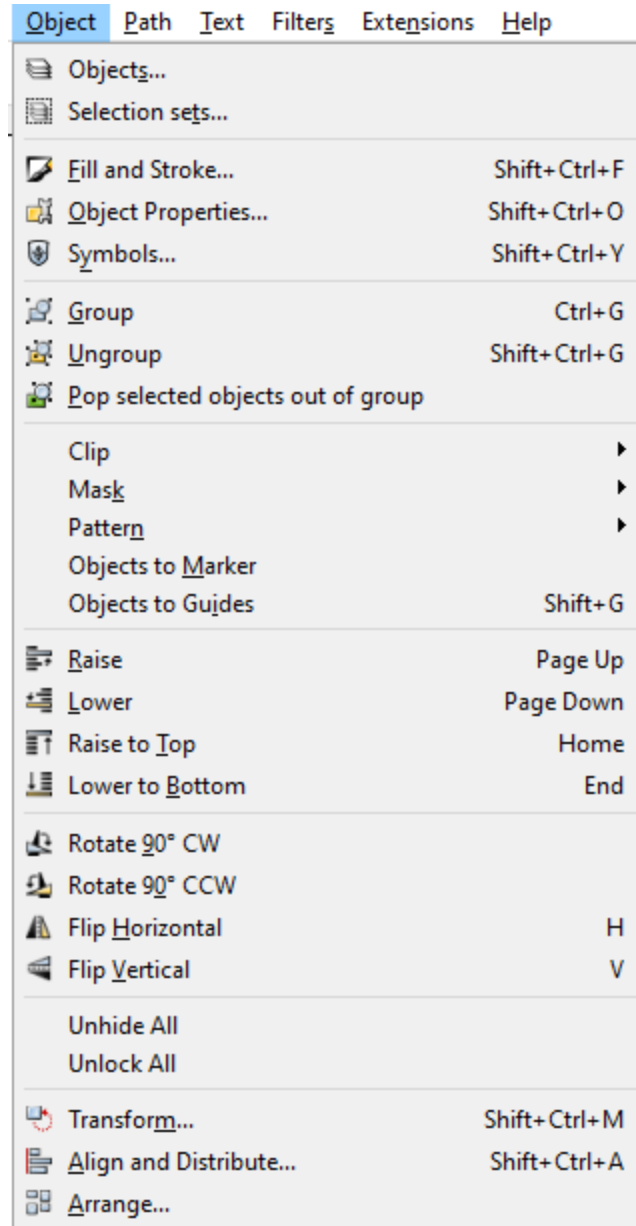 Object Path Text Filters Extensions Help
Objects...
Selection sets...
Fill and Stroke... Shift+Ctrl+F
Object Properties... Shift+Ctrl+O
Symbols... Shift+Ctrl+Y
Group Ctrl+G
Ungroup Shift+Ctrl+G
Pop selected objects out of group
Clip
Mask
Pattern
Objects to Marker
Objects to Guides Shift+G
Raise Page Up
Lower Page Down
Raise to Top Home
Lower to Bottom End
Rotate 90° CW
Rotate 90° CCW
Flip Horizontal H
Flip Vertical V
Unhide All
Unlock All
Transform... Shift+Ctrl+M
Align and Distribute... Shift+Ctrl+A
Arrange...